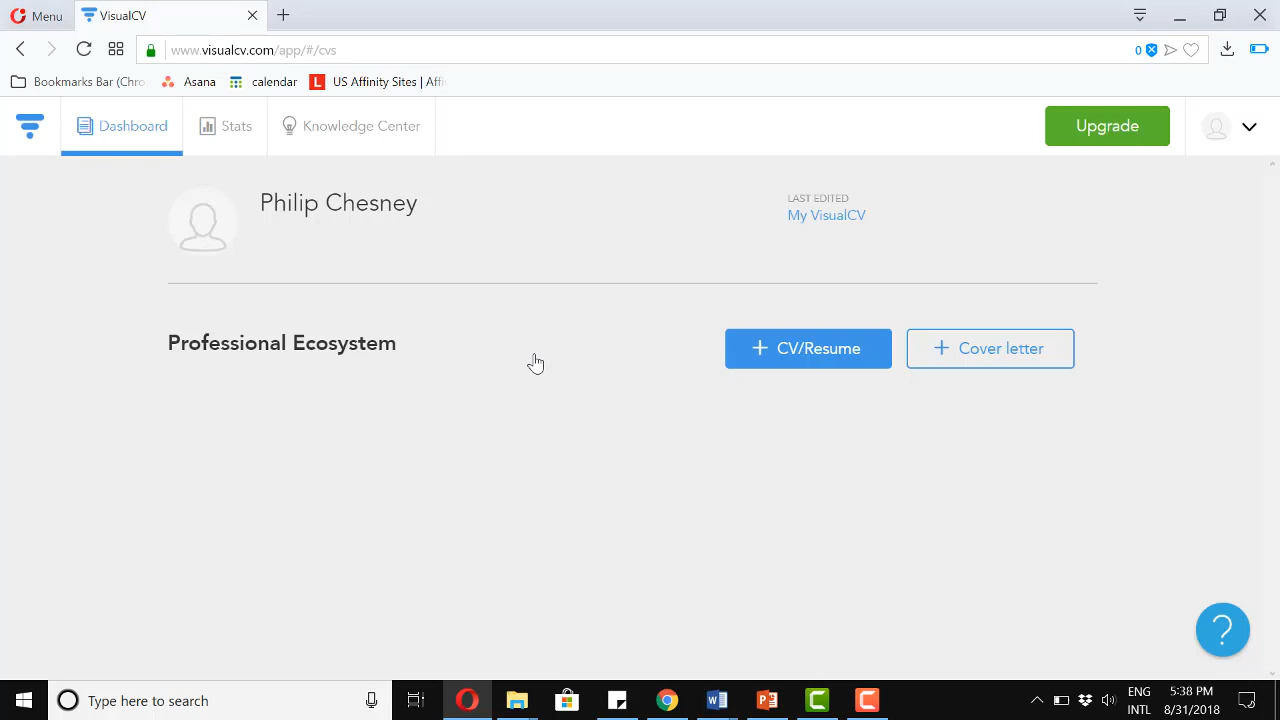 Menu
VisualCV
www.visualcv.com/app/#/cvs
0
Bookmarks Bar (Chro
Asana
calendar
US Affinity Sites | Affi
Dashboard
Stats
Knowledge Center
Upgrade
Philip Chesney
LAST EDITED
My VisualCV
Professional Ecosystem
+ CV/Resume
+ Cover letter
?
Type here to search
ENG
INTL
5:38 PM
8/31/2018